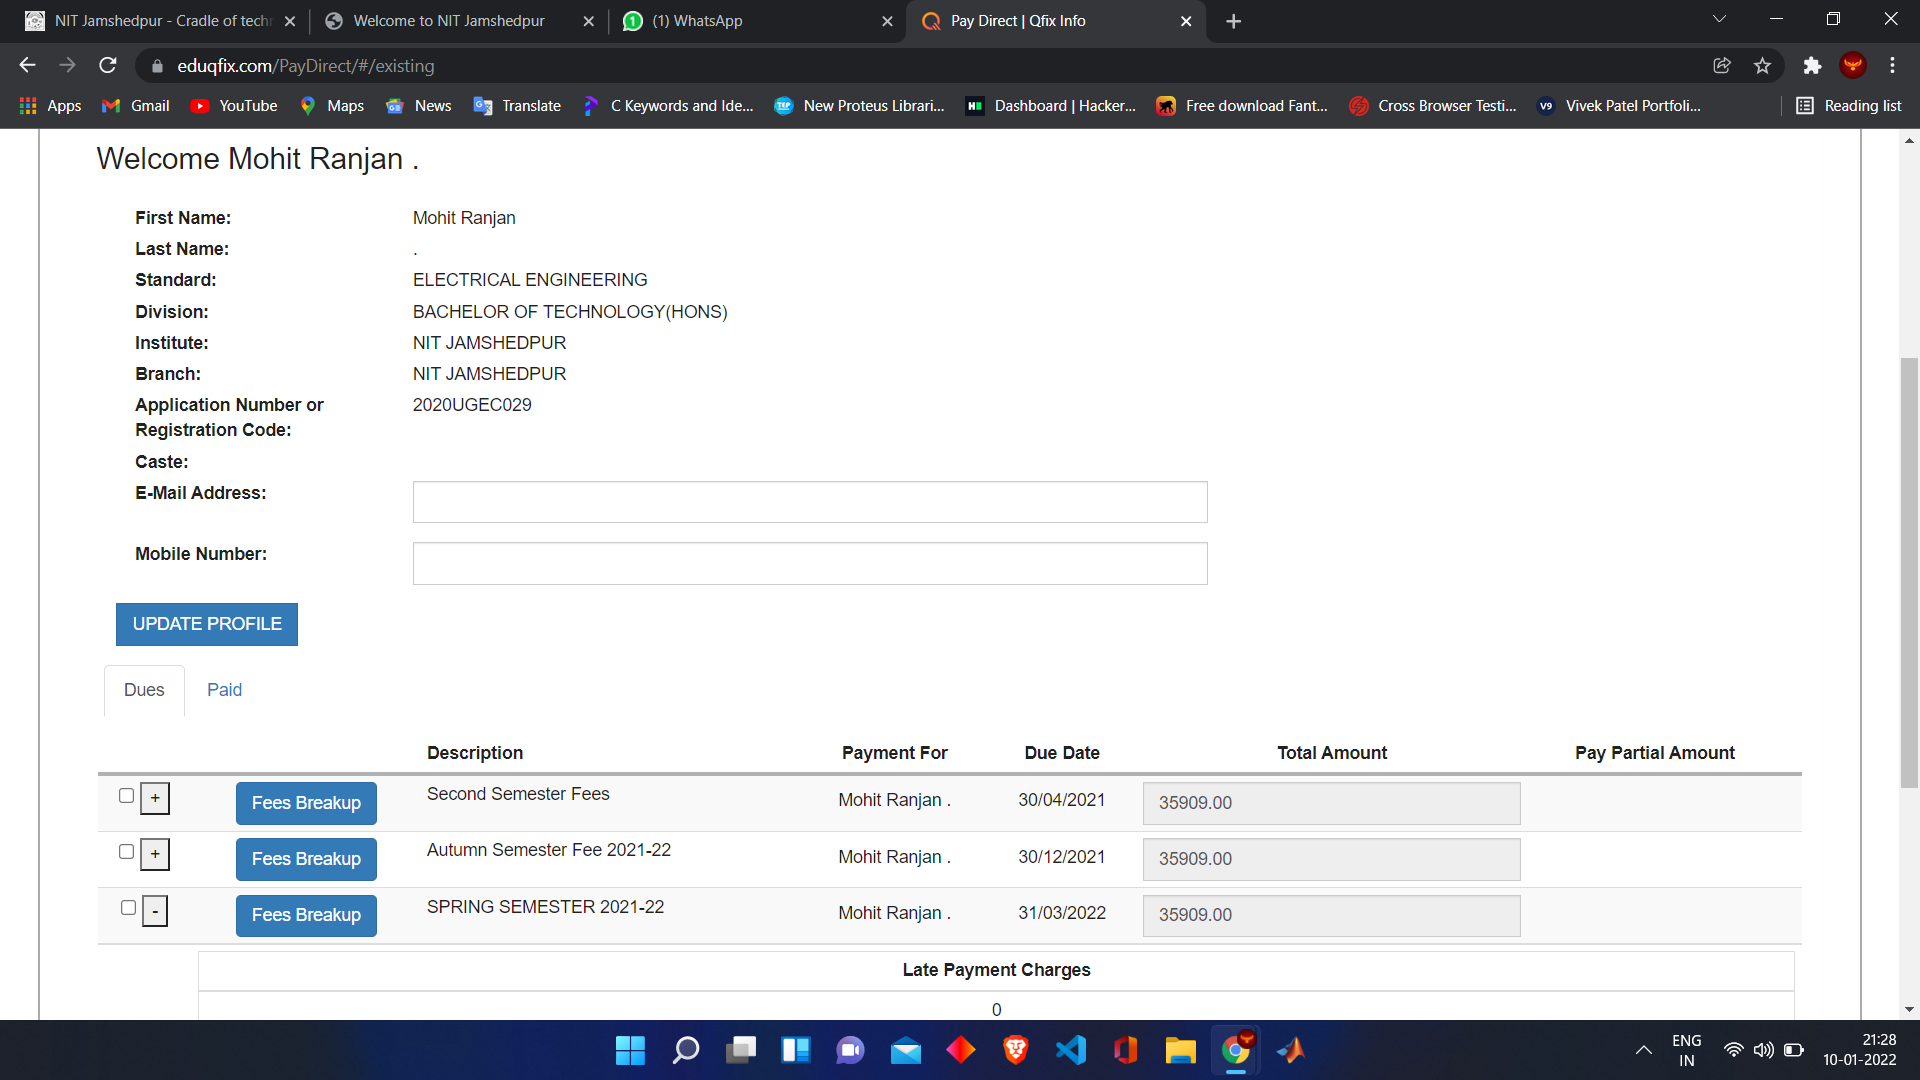 NIT Jamshedpur - Cradle of techn
Welcome to NIT Jamshedpur
(1) WhatsApp
Pay Direct | Qfix Info
eduqfix.com/PayDirect/#/existing
Apps
Gmail
YouTube
Maps
News
Translate
C Keywords and Ide...
New Proteus Librari...
Dashboard | Hacker...
Free download Fant...
Cross Browser Testi...
Vivek Patel Portfoli...
Reading list
Welcome Mohit Ranjan .
First Name: Mohit Ranjan
Last Name: .
Standard: ELECTRICAL ENGINEERING
Division: BACHELOR OF TECHNOLOGY(HONS)
Institute: NIT JAMSHEDPUR
Branch: NIT JAMSHEDPUR
Application Number or 2020UGEC029
Registration Code:
Caste:
E-Mail Address:
Mobile Number:
UPDATE PROFILE
Dues Paid
Description Payment For Due Date Total Amount Pay Partial Amount
+ Fees Breakup Second Semester Fees Mohit Ranjan . 30/04/2021 35909.00
+ Fees Breakup Autumn Semester Fee 2021-22 Mohit Ranjan . 30/12/2021 35909.00
- Fees Breakup SPRING SEMESTER 2021-22 Mohit Ranjan . 31/03/2022 35909.00
Late Payment Charges
0
ENG
IN
21:28
10-01-2022